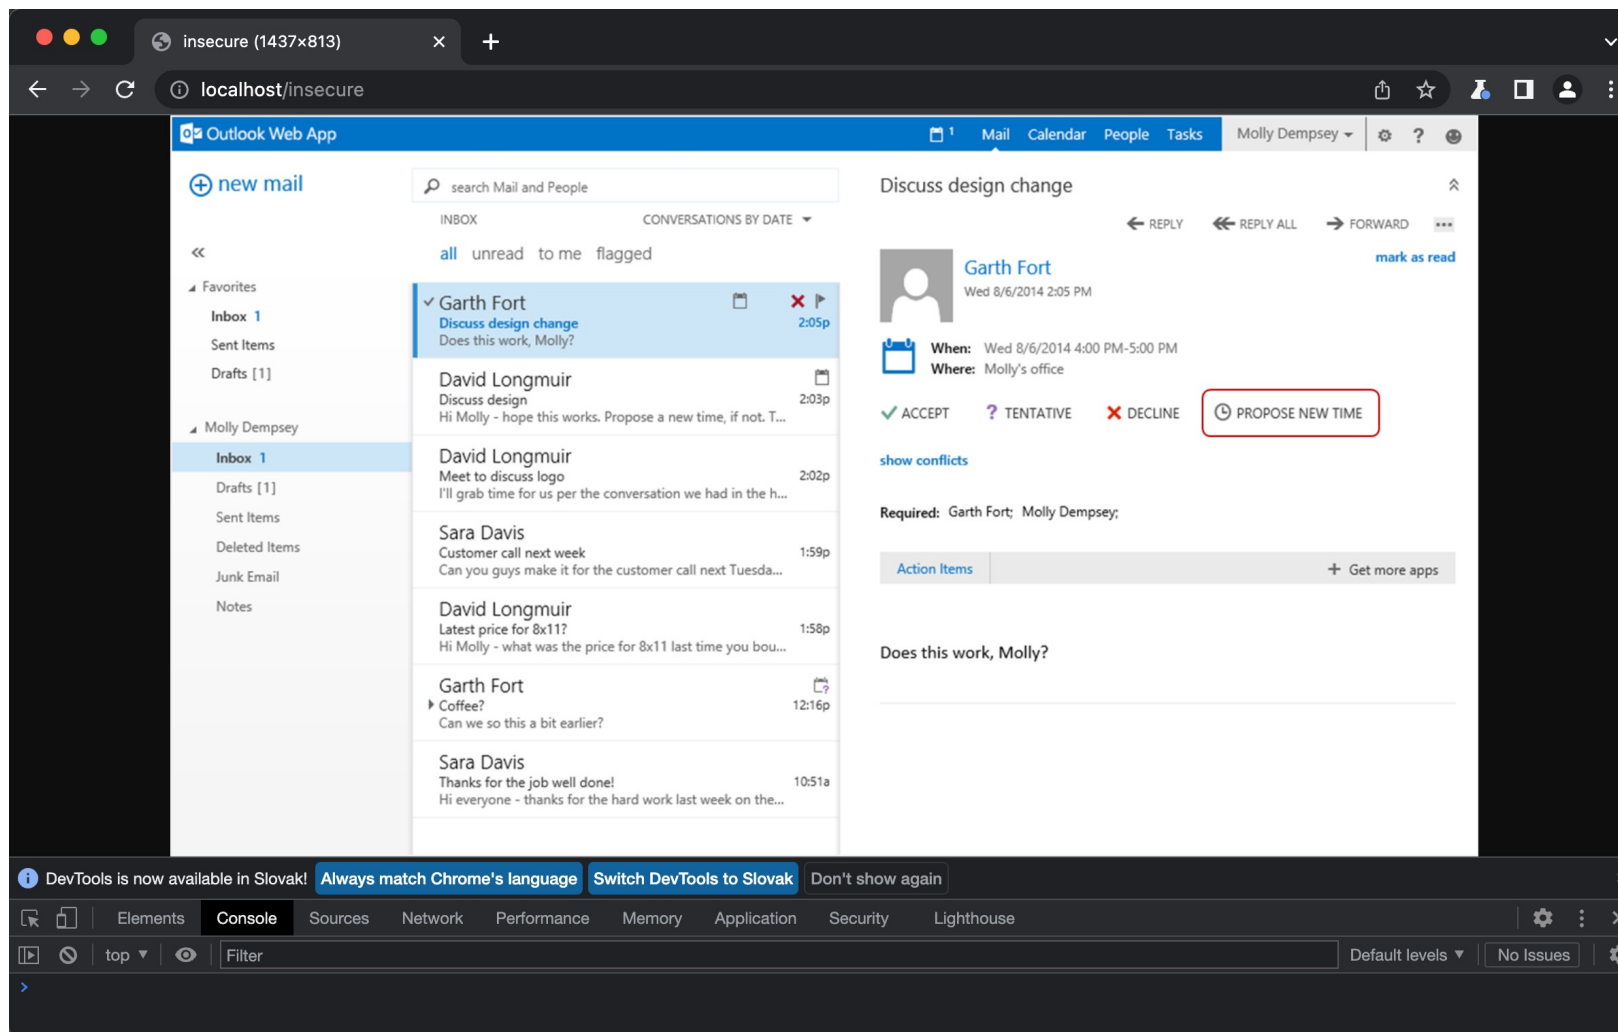 insecure (1437×813)
localhost/insecure
Outlook Web App
1 Mail Calendar People Tasks Molly Dempsey
new mail
search Mail and People
INBOX CONVERSATIONS BY DATE
all unread to me flagged
Favorites
Inbox 1
Sent Items
Drafts [1]
Molly Dempsey
Inbox 1
Drafts [1]
Sent Items
Deleted Items
Junk Email
Notes
Garth Fort
Discuss design change 2:05p
Does this work, Molly?
David Longmuir
Discuss design 2:03p
Hi Molly - hope this works. Propose a new time, if not. T...
David Longmuir
Meet to discuss logo 2:02p
I'll grab time for us per the conversation we had in the h...
Sara Davis
Customer call next week 1:59p
Can you guys make it for the customer call next Tuesda...
David Longmuir
Latest price for 8x11? 1:58p
Hi Molly - what was the price for 8x11 last time you bou...
Garth Fort
Coffee? 12:16p
Can we so this a bit earlier?
Sara Davis
Thanks for the job well done! 10:51a
Hi everyone - thanks for the hard work last week on the...
Discuss design change
REPLY REPLY ALL FORWARD ...
mark as read
Garth Fort
Wed 8/6/2014 2:05 PM
When: Wed 8/6/2014 4:00 PM-5:00 PM
Where: Molly's office
ACCEPT ? TENTATIVE DECLINE PROPOSE NEW TIME
show conflicts
Required: Garth Fort; Molly Dempsey;
Action Items + Get more apps
Does this work, Molly?
DevTools is now available in Slovak! Always match Chrome's language Switch DevTools to Slovak Don't show again
Elements Console Sources Network Performance Memory Application Security Lighthouse
top Filter Default levels No Issues